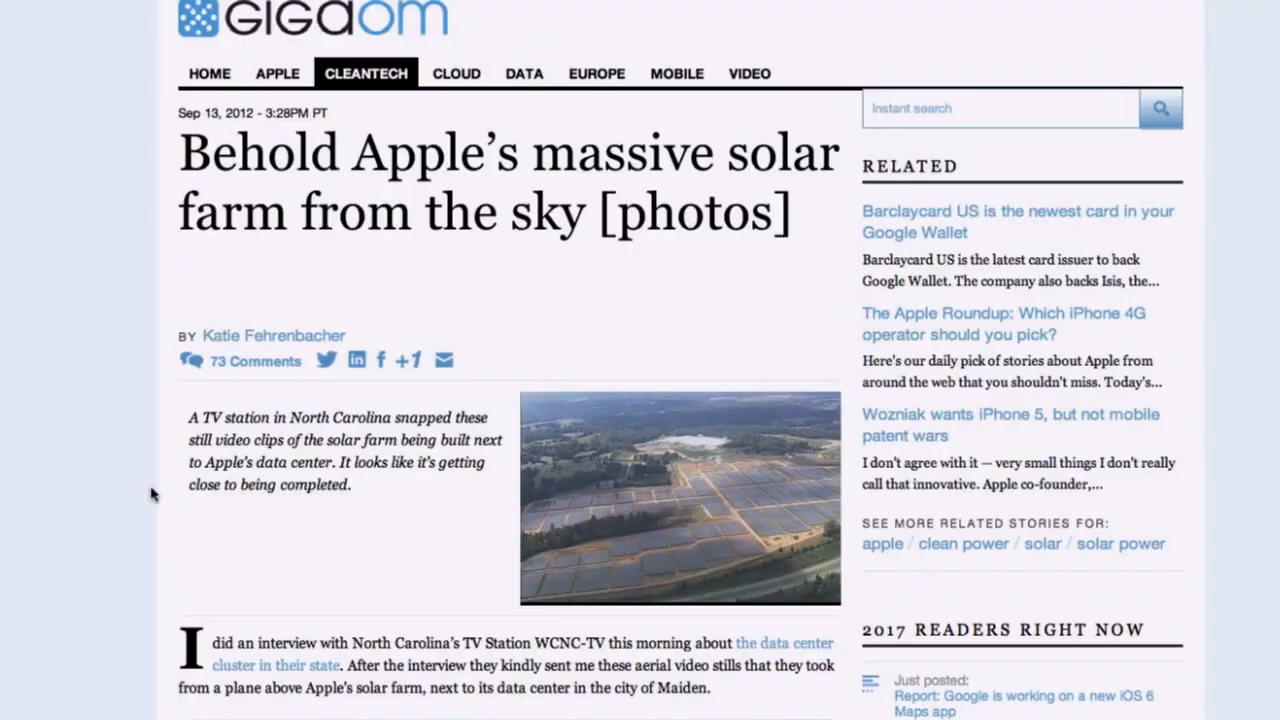 GIGaom
HOME APPLE CLEANTECH CLOUD DATA EUROPE MOBILE VIDEO
Sep 13, 2012 - 3:28PM PT
Behold Apple's massive solar
farm from the sky [photos]
BY Katie Fehrenbacher
73 Comments
in f +1
A TV station in North Carolina snapped these
still video clips of the solar farm being built next
to Apple's data center. It looks like it's getting
close to being completed.
I did an interview with North Carolina's TV Station WCNC-TV this morning about the data center
cluster in their state. After the interview they kindly sent me these aerial video stills that they took
from a plane above Apple's solar farm, next to its data center in the city of Maiden.
Instant search
RELATED
Barclaycard US is the newest card in your
Google Wallet
Barclaycard US is the latest card issuer to back
Google Wallet. The company also backs Isis, the...
The Apple Roundup: Which iPhone 4G
operator should you pick?
Here's our daily pick of stories about Apple from
around the web that you shouldn't miss. Today's...
Wozniak wants iPhone 5, but not mobile
patent wars
I don't agree with it — very small things I don't really
call that innovative. Apple co-founder,...
SEE MORE RELATED STORIES FOR:
apple / clean power / solar / solar power
2017 READERS RIGHT NOW
Just posted:
Report: Google is working on a new iOS 6
Maps app